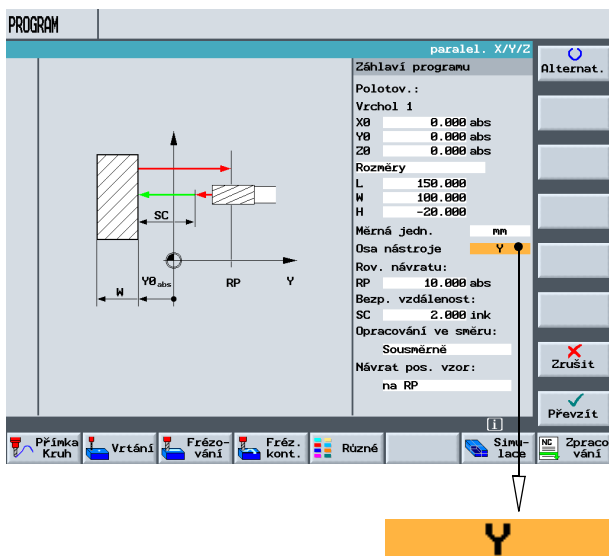 PROGRAM
paralel. X/Y/Z
Záhlaví programu
Alternat.
Polotov.:
Vrchol 1
X0 0.000 abs
Y0 0.000 abs
Z0 0.000 abs
Rozměry
L 150.000
W 100.000
H -20.000
Měrná jedn. mm
Osa nástroje Y
Rov. návratu:
RP 10.000 abs
Bezp. vzdálenost:
SC 2.000 ink
Opracování ve směru:
Sousměrně
Návrat pos. vzor:
na RP
SC
W Y0abs RP Y
Zrušit
Převzít
i
Přímka Kruh
Vrtání
Frézo- vání
Fréz. kont.
Různé
Simu- lace
NC Zpraco vání
Y